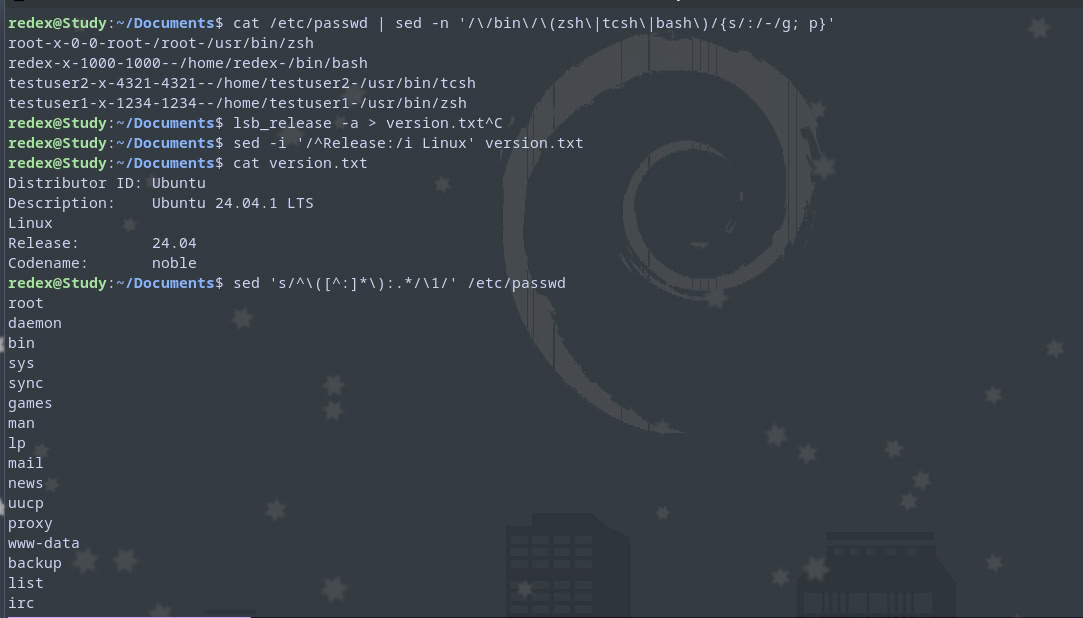 redex@Study:~/Documents$ cat /etc/passwd | sed -n '/\/bin\/\(zsh\|tcsh\|bash\)/{s/:/-/g; p}'
root-x-0-0-root-/root-/usr/bin/zsh
redex-x-1000-1000--/home/redex-/bin/bash
testuser2-x-4321-4321--/home/testuser2-/usr/bin/tcsh
testuser1-x-1234-1234--/home/testuser1-/usr/bin/zsh
redex@Study:~/Documents$ lsb_release -a > version.txt^C
redex@Study:~/Documents$ sed -i '/^Release:/i Linux' version.txt
redex@Study:~/Documents$ cat version.txt
Distributor ID: Ubuntu
Description:    Ubuntu 24.04.1 LTS
Linux
Release:        24.04
Codename:       noble
redex@Study:~/Documents$ sed 's/^\([^:]*\):.*/\1/' /etc/passwd
root
daemon
bin
sys
sync
games
man
lp
mail
news
uucp
proxy
www-data
backup
list
irc